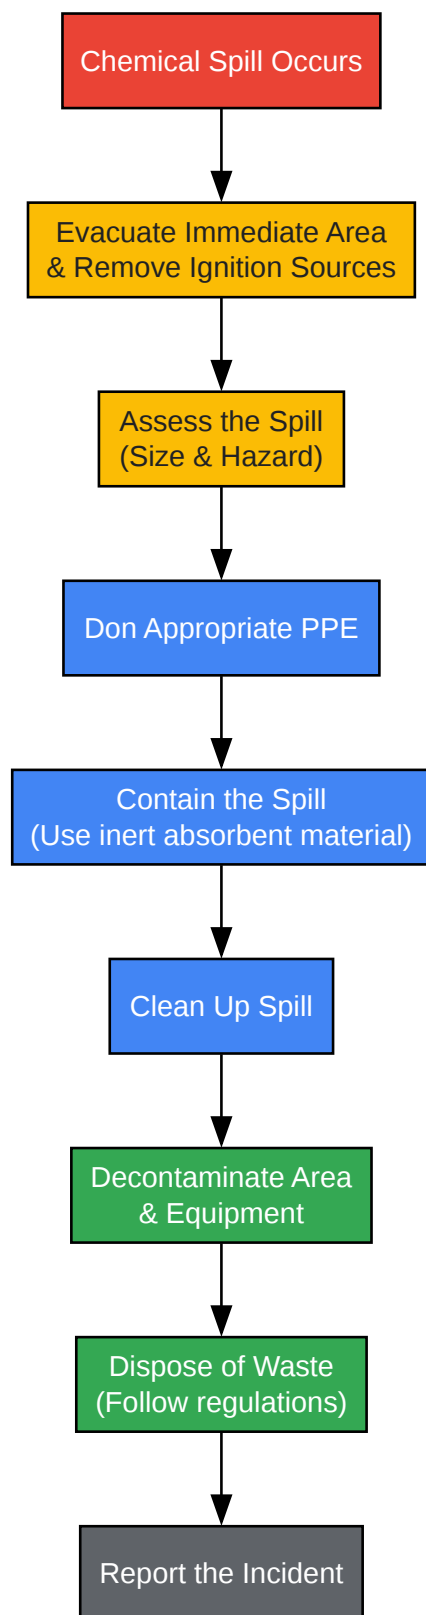 Chemical Spill Occurs
Evacuate Immediate Area
& Remove Ignition Sources
Assess the Spill
(Size & Hazard)
Don Appropriate PPE
Contain the Spill
(Use inert absorbent material)
Clean Up Spill
Decontaminate Area
& Equipment
Dispose of Waste
(Follow regulations)
Report the Incident